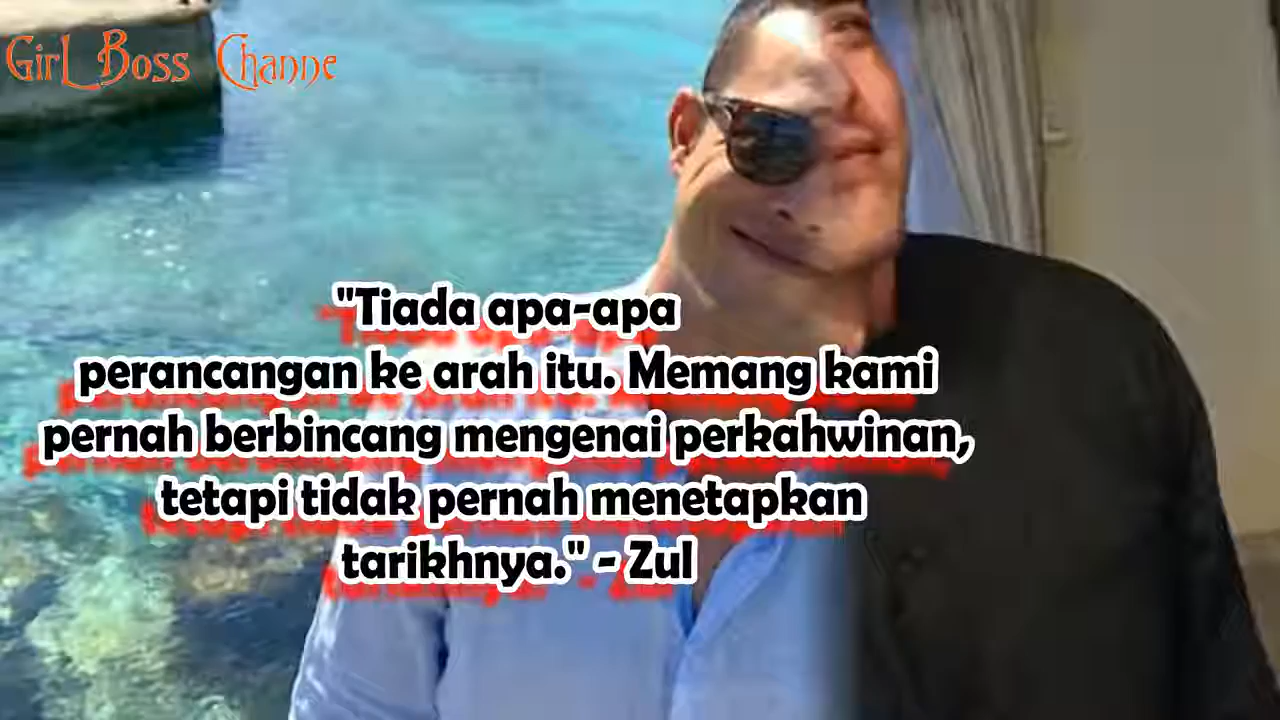 GirL Boss Channe
"Tiada apa-apa
perancangan ke arah itu. Memang kami
pernah berbincang mengenai perkahwinan,
tetapi tidak pernah menetapkan
tarikhnya." - Zul